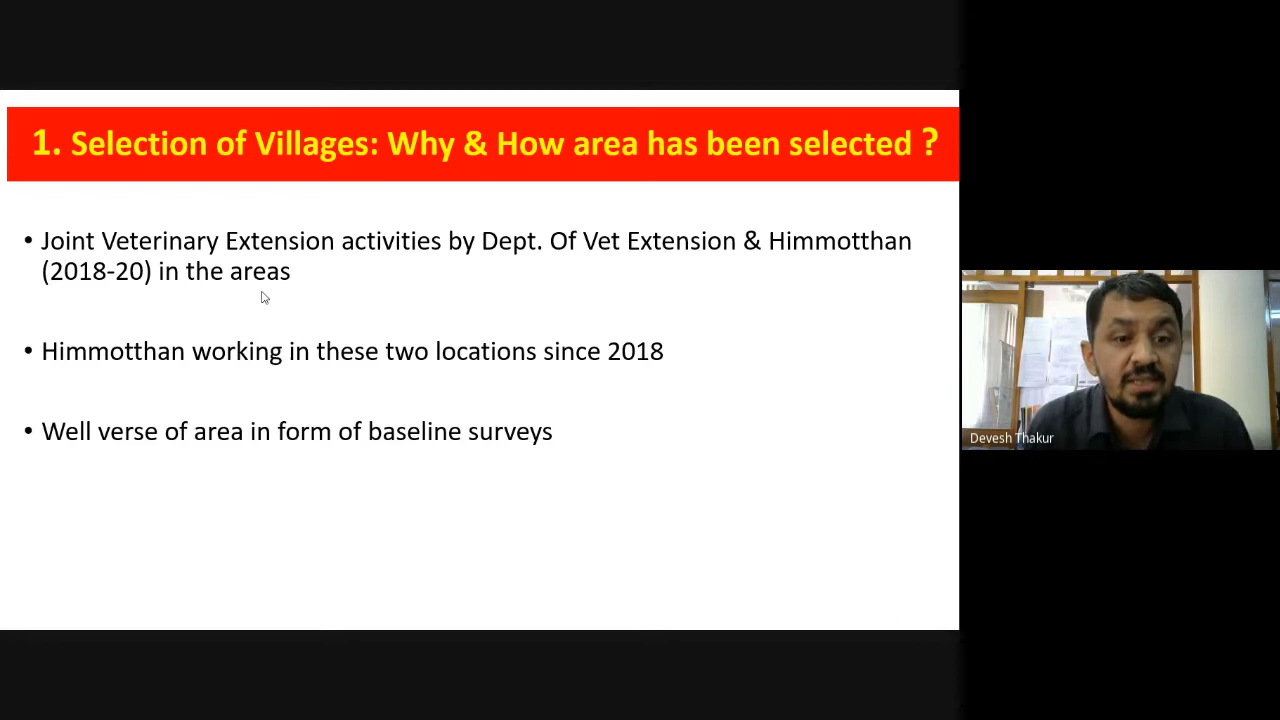 1. Selection of Villages: Why & How area has been selected ?
• Joint Veterinary Extension activities by Dept. Of Vet Extension & Himmotthan
(2018-20) in the areas
• Himmotthan working in these two locations since 2018
• Well verse of area in form of baseline surveys
Devesh Thakur